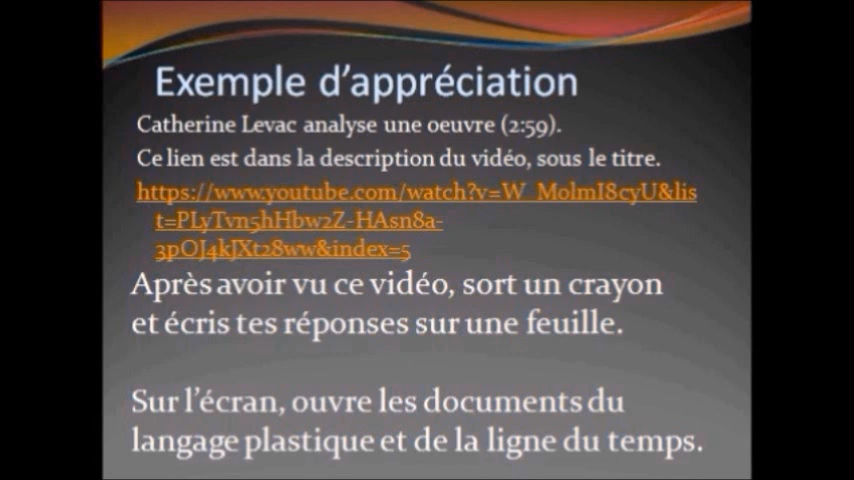 Exemple d'appréciation
Catherine Levac analyse une oeuvre (2:59).
Ce lien est dans la description du vidéo, sous le titre.
https://www.youtube.com/watch?v=W_MolmI8cyU&lis
t=PLyTvn5hHbw2Z-HAsn8a-
3pOJ4kJXt28ww&index=5
Après avoir vu ce vidéo, sort un crayon
et écris tes réponses sur une feuille.
Sur l'écran, ouvre les documents du
langage plastique et de la ligne du temps.